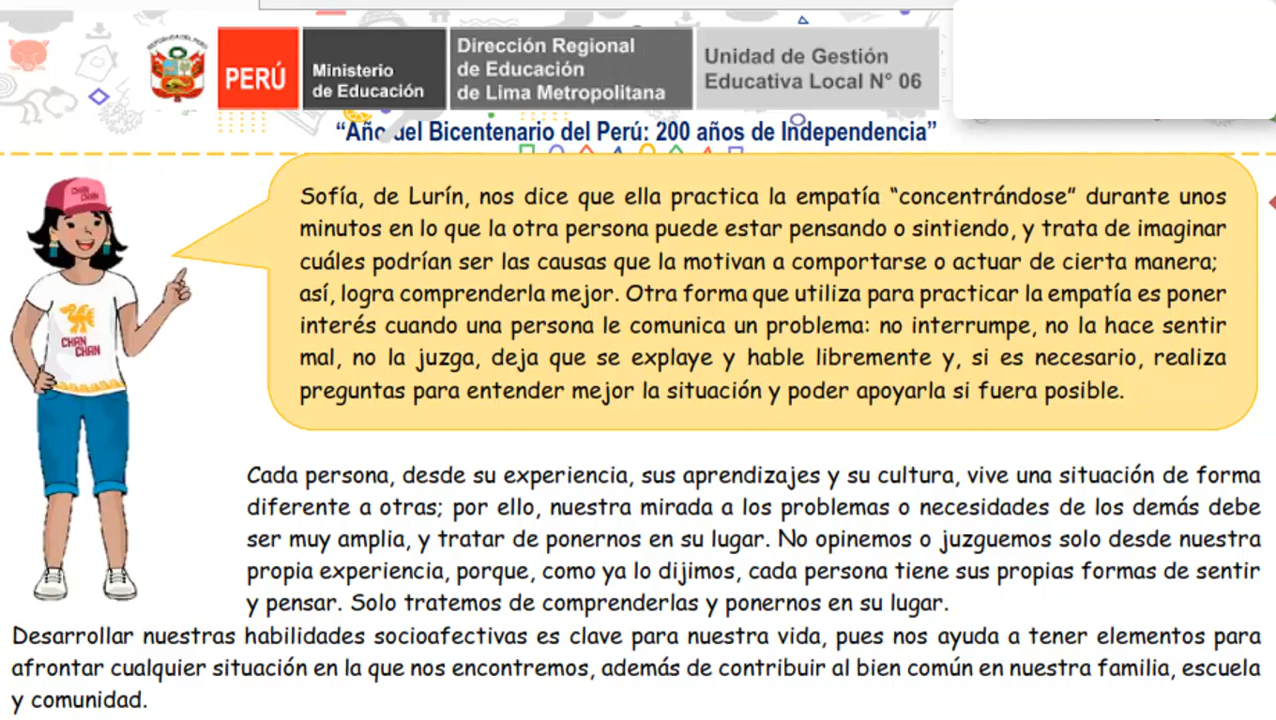 PERÚ
Ministerio
de Educación
Dirección Regional
de Educación
de Lima Metropolitana
Unidad de Gestión
Educativa Local N° 06
“Año del Bicentenario del Perú: 200 años de Independencia”
Sofía, de Lurín, nos dice que ella practica la empatía “concentrándose” durante unos
minutos en lo que la otra persona puede estar pensando o sintiendo, y trata de imaginar
cuáles podrían ser las causas que la motivan a comportarse o actuar de cierta manera;
así, logra comprenderla mejor. Otra forma que utiliza para practicar la empatía es poner
interés cuando una persona le comunica un problema: no interrumpe, no la hace sentir
mal, no la juzga, deja que se explaye y hable libremente y, si es necesario, realiza
preguntas para entender mejor la situación y poder apoyarla si fuera posible.
CHAN
CHAN
CHAN
CHAN
Cada persona, desde su experiencia, sus aprendizajes y su cultura, vive una situación de forma
diferente a otras; por ello, nuestra mirada a los problemas o necesidades de los demás debe
ser muy amplia, y tratar de ponernos en su lugar. No opinemos o juzguemos solo desde nuestra
propia experiencia, porque, como ya lo dijimos, cada persona tiene sus propias formas de sentir
y pensar. Solo tratemos de comprenderlas y ponernos en su lugar.
Desarrollar nuestras habilidades socioafectivas es clave para nuestra vida, pues nos ayuda a tener elementos para
afrontar cualquier situación en la que nos encontremos, además de contribuir al bien común en nuestra familia, escuela
y comunidad.